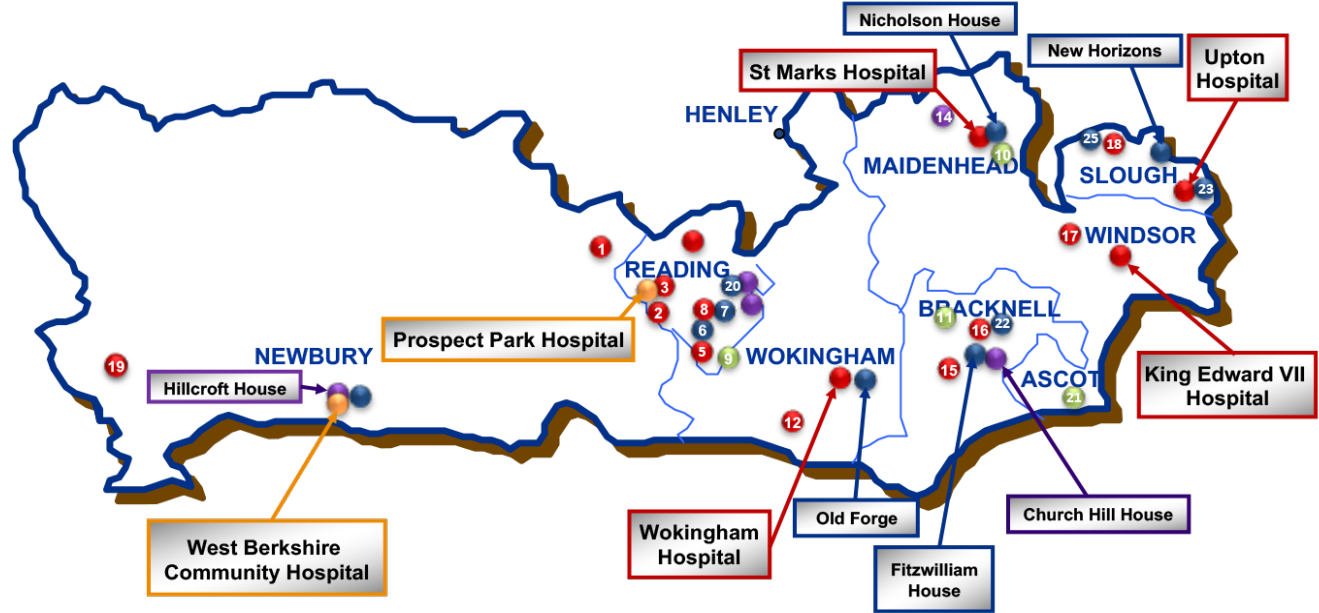 Nicholson House
New Horizons
St Marks Hospital
Upton
Hospital
HENLEY
14
10
MAIDENHEAD
25
18
SLOUGH
23
17
WINDSOR
1
READING
3
20
2
8
7
6
5
9
BRACKNELL
11
16
22
Prospect Park Hospital
NEWBURY
WOKINGHAM
19
Hillcroft House
15
ASCOT
21
King Edward VII
Hospital
12
West Berkshire
Community Hospital
Wokingham
Hospital
Old Forge
Fitzwilliam
House
Church Hill House